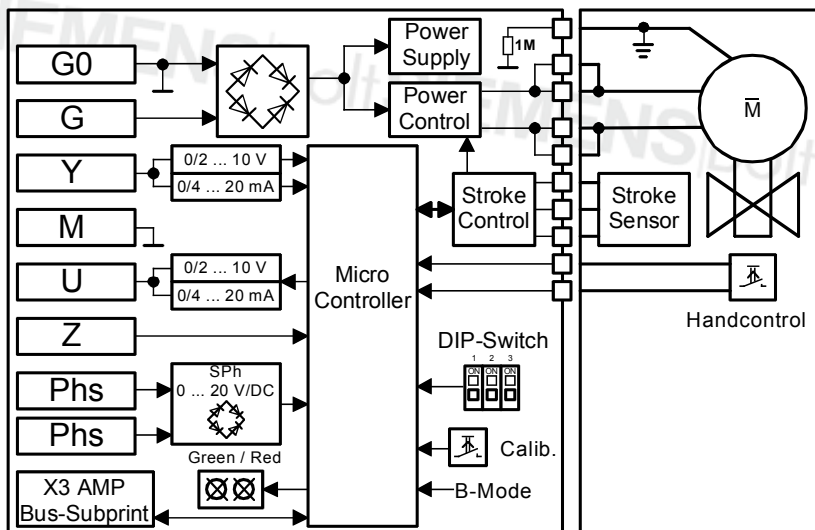 SIEMENS
SIEMENS
G0
G
Y
M
U
Z
Phs
Phs
X3 AMP
Bus-Subprint
0/2 ... 10 V
0/4 ... 20 mA
0/2 ... 10 V
0/4 ... 20 mA
SPh
0 ... 20 V/DC
Green / Red
Power
Supply
Power
Control
1M
Stroke
Control
Micro
Controller
DIP-Switch
1 2 3
ON ON ON
Calib.
B-Mode
M
Stroke
Sensor
Handcontrol